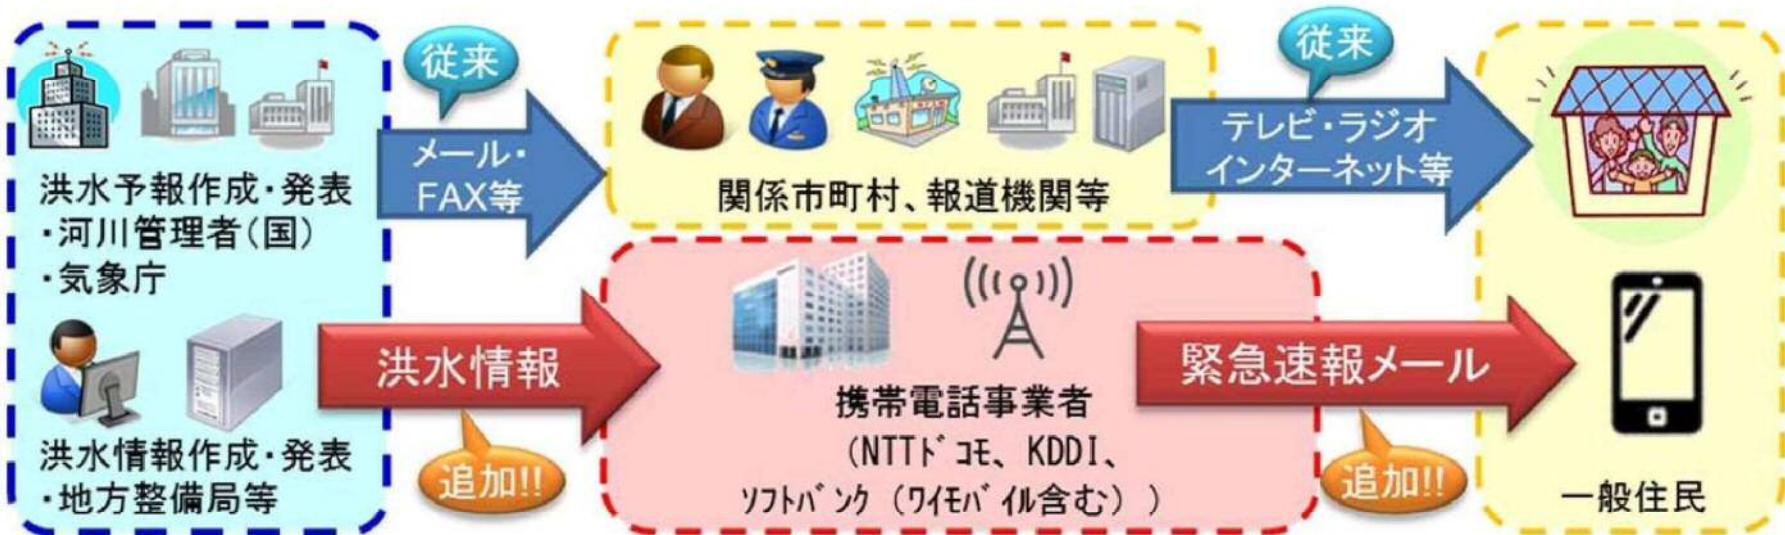 従来
メール・
FAX等
従来
テレビ・ラジオ
インターネット等
洪水予報作成・発表
・河川管理者(国)
・気象庁
関係市町村、報道機関等
洪水情報
追加!!
緊急速報メール
追加!!
洪水情報作成・発表
・地方整備局等
携帯電話事業者
(NTTドコモ、KDDI、
ソフトバンク(ワイモバイル含む))
一般住民